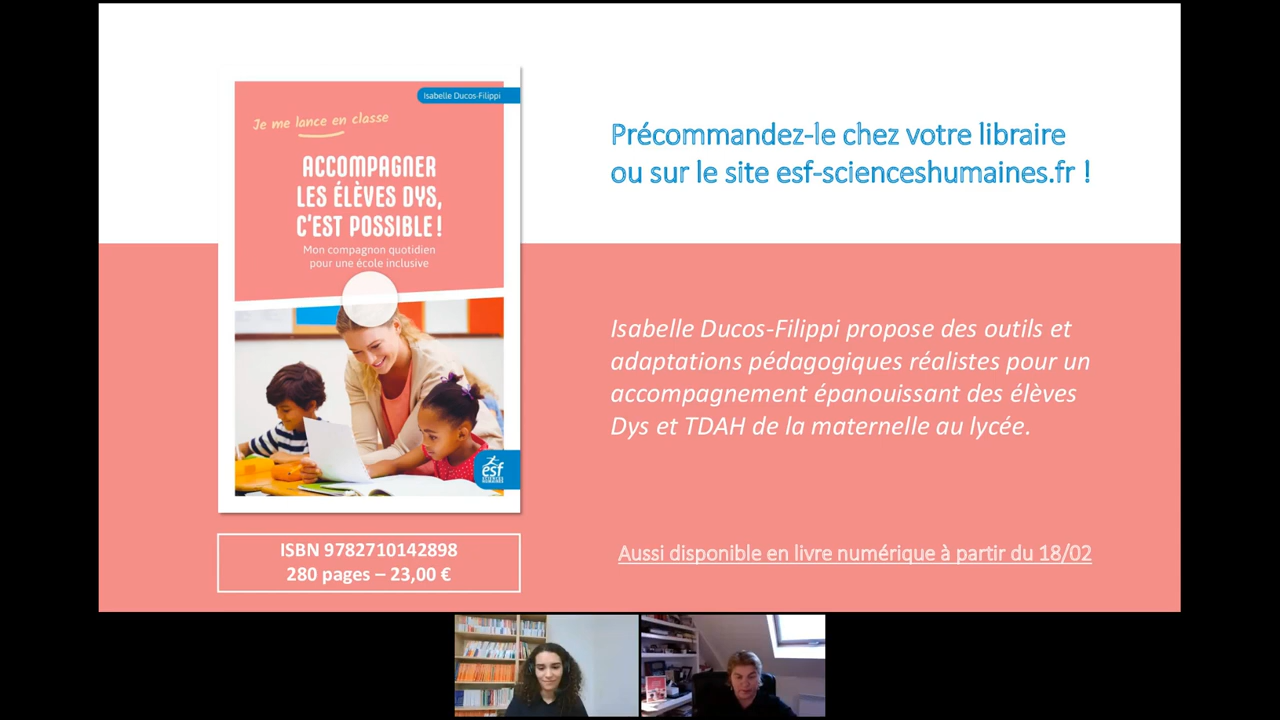 Isabelle Ducos-Filippi
Je me lance en classe
ACCOMPAGNER
LES ÉLÈVES DYS,
C'EST POSSIBLE !
Mon compagnon quotidien
pour une école inclusive
esf
ISBN 9782710142898
280 pages – 23,00 €
Précommandez-le chez votre libraire
ou sur le site esf-scienceshumaines.fr !
Isabelle Ducos-Filippi propose des outils et
adaptations pédagogiques réalistes pour un
accompagnement épanouissant des élèves
Dys et TDAH de la maternelle au lycée.
Aussi disponible en livre numérique à partir du 18/02